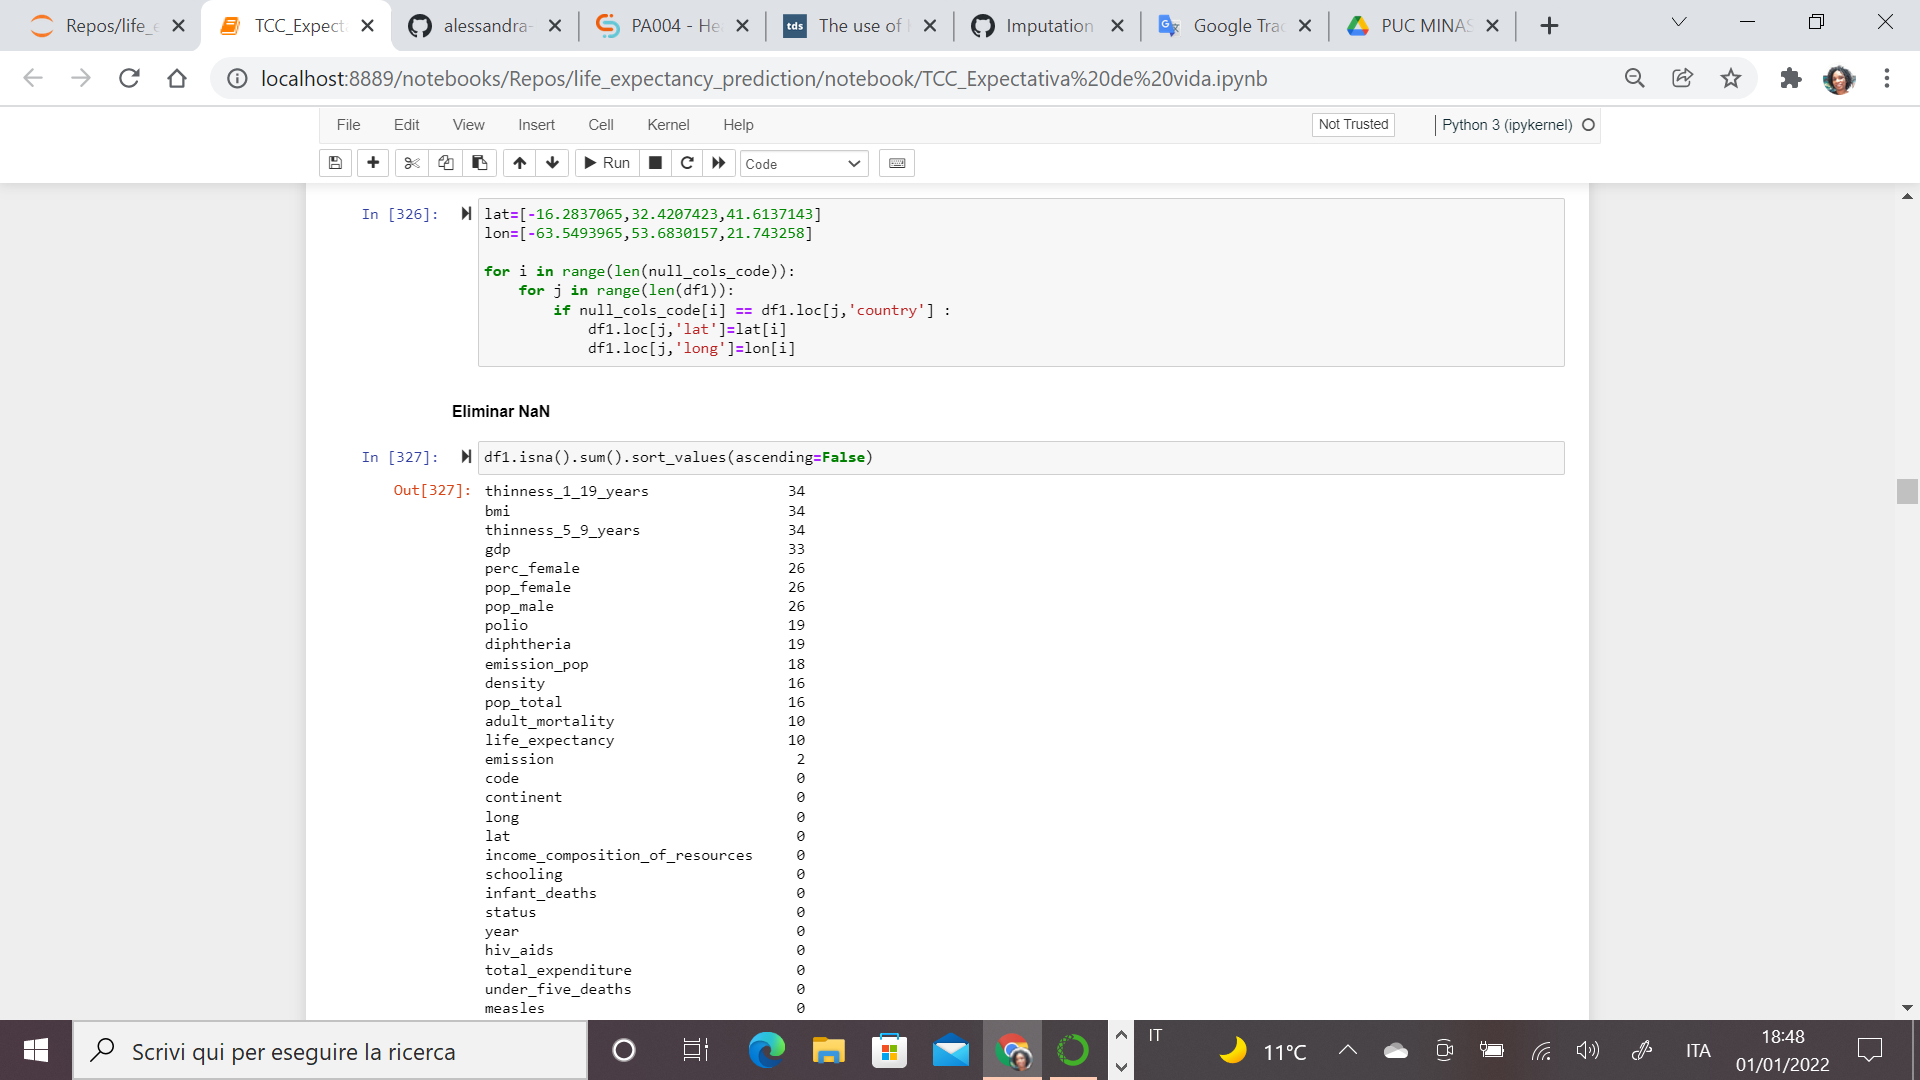 Repos/life_e
TCC_Expecta
alessandra-
PA004 - He
tds The use of
Imputation
Google Tra
PUC MINAS
localhost:8889/notebooks/Repos/life_expectancy_prediction/notebook/TCC_Expectativa%20de%20vida.ipynb
File Edit View Insert Cell Kernel Help Not Trusted Python 3 (ipykernel)
Run Code
In [326]:
lat=[-16.2837065,32.4207423,41.6137143]
lon=[-63.5493965,53.6830157,21.743258]
for i in range(len(null_cols_code)):
    for j in range(len(df1)):
        if null_cols_code[i] == df1.loc[j,'country'] :
            df1.loc[j,'lat']=lat[i]
            df1.loc[j,'long']=lon[i]
Eliminar NaN
In [327]: df1.isna().sum().sort_values(ascending=False)
Out[327]: thinness_1_19_years 34
bmi 34
thinness_5_9_years 34
gdp 33
perc_female 26
pop_female 26
pop_male 26
polio 19
diphtheria 19
emission_pop 18
density 16
pop_total 16
adult_mortality 10
life_expectancy 10
emission 2
code 0
continent 0
long 0
lat 0
income_composition_of_resources 0
schooling 0
infant_deaths 0
status 0
year 0
hiv_aids 0
total_expenditure 0
under_five_deaths 0
measles 0
Scrivi qui per eseguire la ricerca
IT
11°C
ITA
18:48
01/01/2022